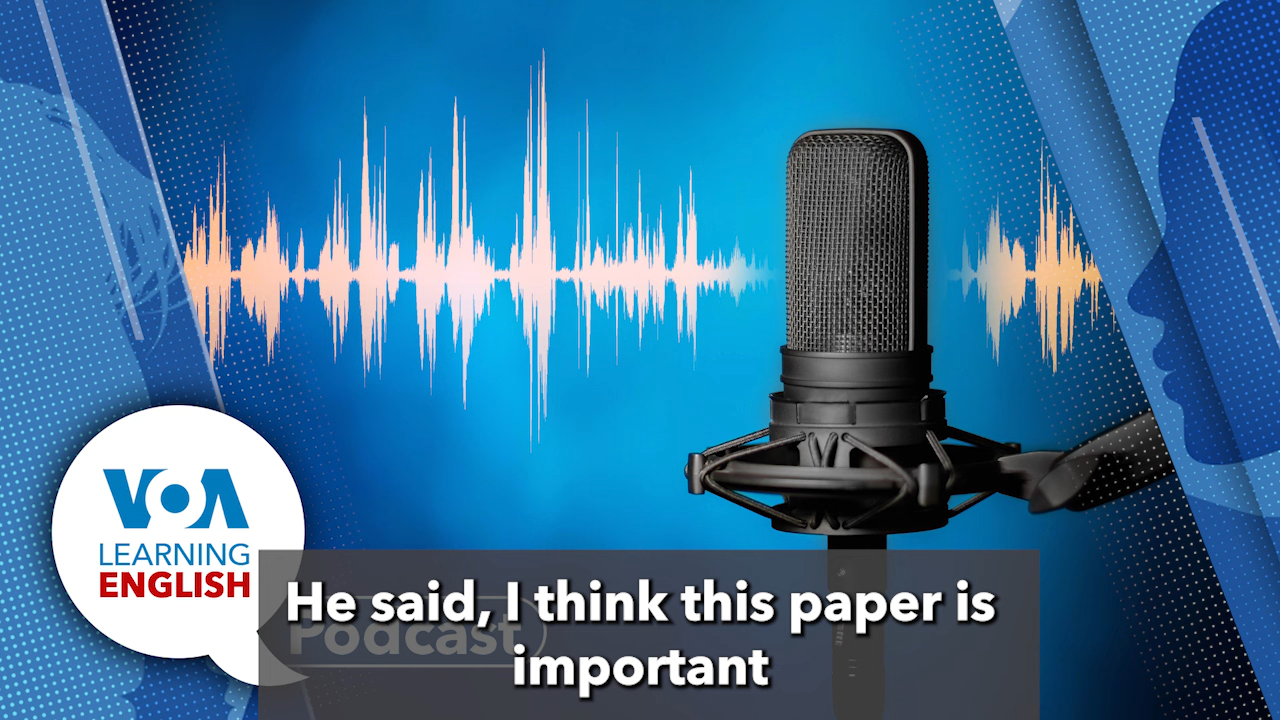 VOA
LEARNING
ENGLISH
Podcast
He said, I think this paper is
important